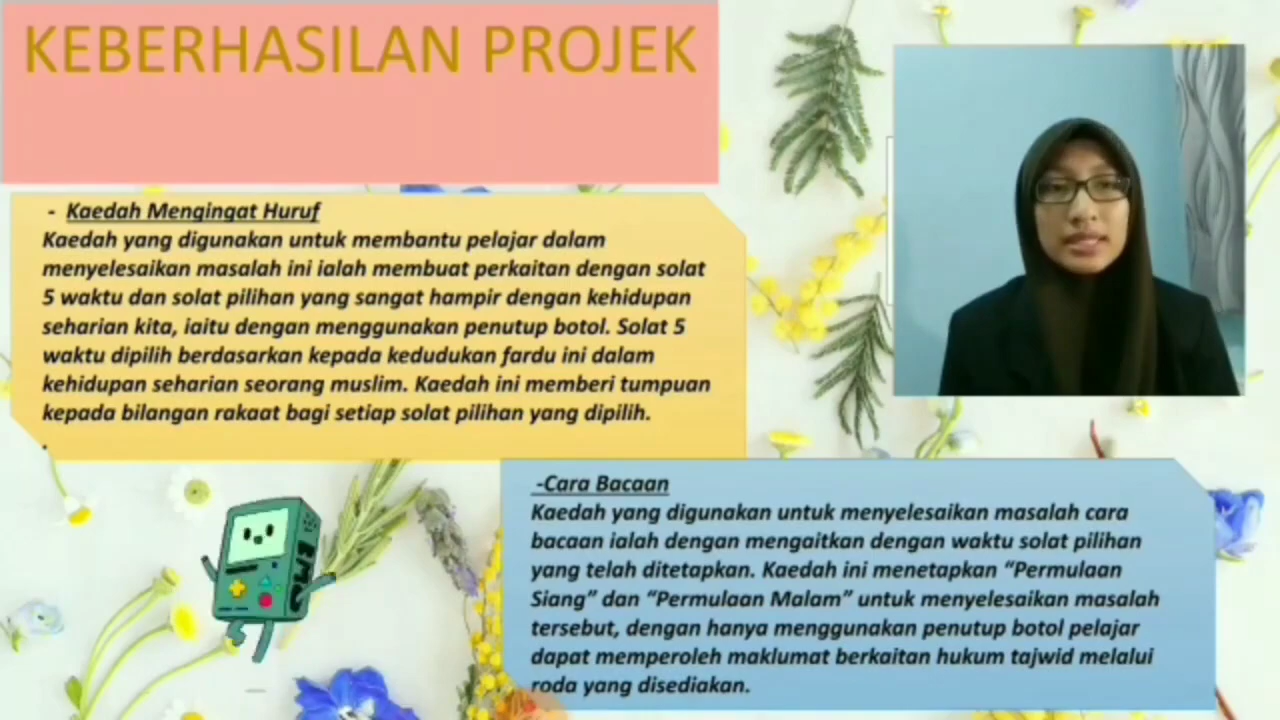 KEBERHASILAN PROJEK
- Kaedah Mengingat Huruf
Kaedah yang digunakan untuk membantu pelajar dalam
menyelesaikan masalah ini ialah membuat perkaitan dengan solat
5 waktu dan solat pilihan yang sangat hampir dengan kehidupan
seharian kita, iaitu dengan menggunakan penutup botol. Solat 5
waktu dipilih berdasarkan kepada kedudukan fardu ini dalam
kehidupan seharian seorang muslim. Kaedah ini memberi tumpuan
kepada bilangan rakaat bagi setiap solat pilihan yang dipilih.
.
BMO
-Cara Bacaan
Kaedah yang digunakan untuk menyelesaikan masalah cara
bacaan ialah dengan mengaitkan dengan waktu solat pilihan
yang telah ditetapkan. Kaedah ini menetapkan “Permulaan
Siang” dan “Permulaan Malam” untuk menyelesaikan masalah
tersebut, dengan hanya menggunakan penutup botol pelajar
dapat memperoleh maklumat berkaitan hukum tajwid melalui
roda yang disediakan.